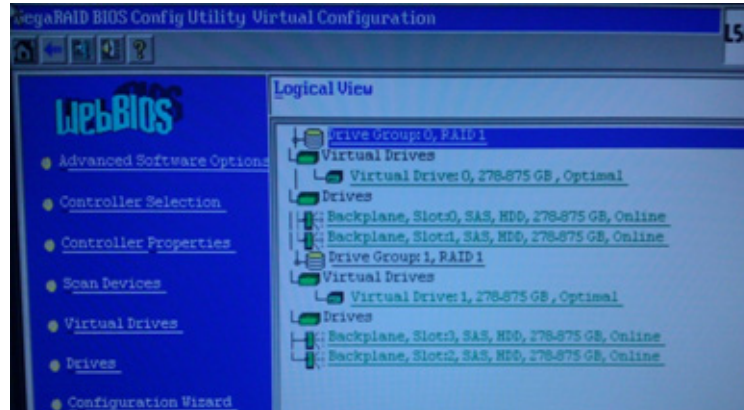 MegaRAID BIOS Config Utility Virtual Configuration
LS
WebBIOS
Advanced Software Options
Controller Selection
Controller Properties
Scan Devices
Virtual Drives
Drives
Configuration Wizard
Logical View
Drive Group: 0, RAID 1
Virtual Drives
Virtual Drive: 0, 278.875 GB, Optimal
Drives
Backplane, Slot:0, SAS, HDD, 278.875 GB, Online
Backplane, Slot:1, SAS, HDD, 278.875 GB, Online
Drive Group: 1, RAID 1
Virtual Drives
Virtual Drive: 1, 278.875 GB, Optimal
Drives
Backplane, Slot:3, SAS, HDD, 278.875 GB, Online
Backplane, Slot:2, SAS, HDD, 278.875 GB, Online